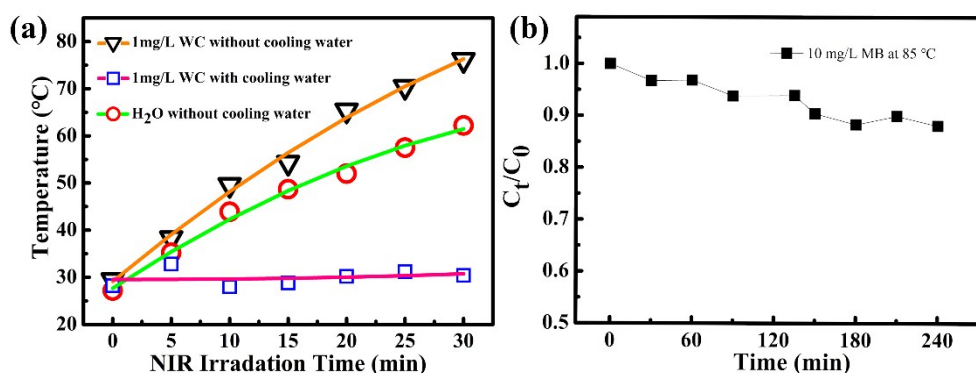 (a)
80
70
60
50
40
30
20
Temperature (°C)
1mg/L WC without cooling water
1mg/L WC with cooling water
H2O without cooling water
0 5 10 15 20 25 30
NIR Irradation Time (min)
(b)
1.0
0.9
0.8
0.7
0.6
0.5
Ct/C0
10 mg/L MB at 85 °C
0 60 120 180 240
Time (min)